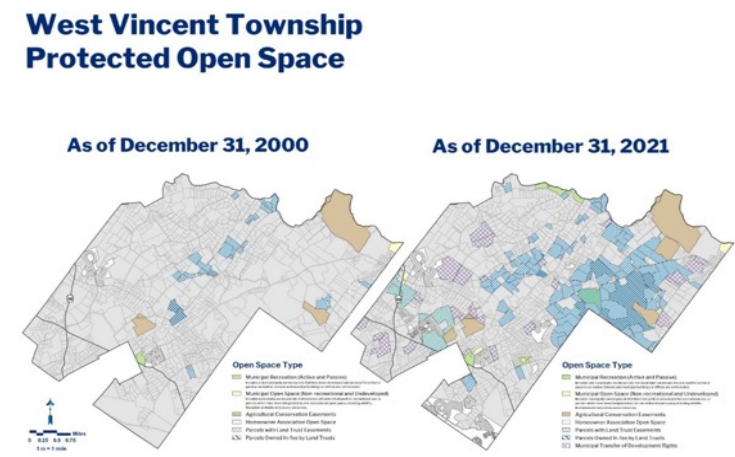 West Vincent Township
Protected Open Space
As of December 31, 2000
As of December 31, 2021
Open Space Type
Municipal Recreation (Active and Passive)
Municipal Open Space (Non-recreational and Undeveloped)
Agricultural Conservation Easements
Homeowner Association Open Space
Parcels with Land Trust Easements
Parcels Owned In-fee by Land Trusts
Miles
0 0.25 0.5 0.75
1 in = 1 mile
Open Space Type
Municipal Recreation (Active and Passive)
Municipal Open Space (Non-recreational and Undeveloped)
Agricultural Conservation Easements
Homeowner Association Open Space
Parcels with Land Trust Easements
Parcels Owned In-fee by Land Trusts
Municipal Transfer of Development Rights